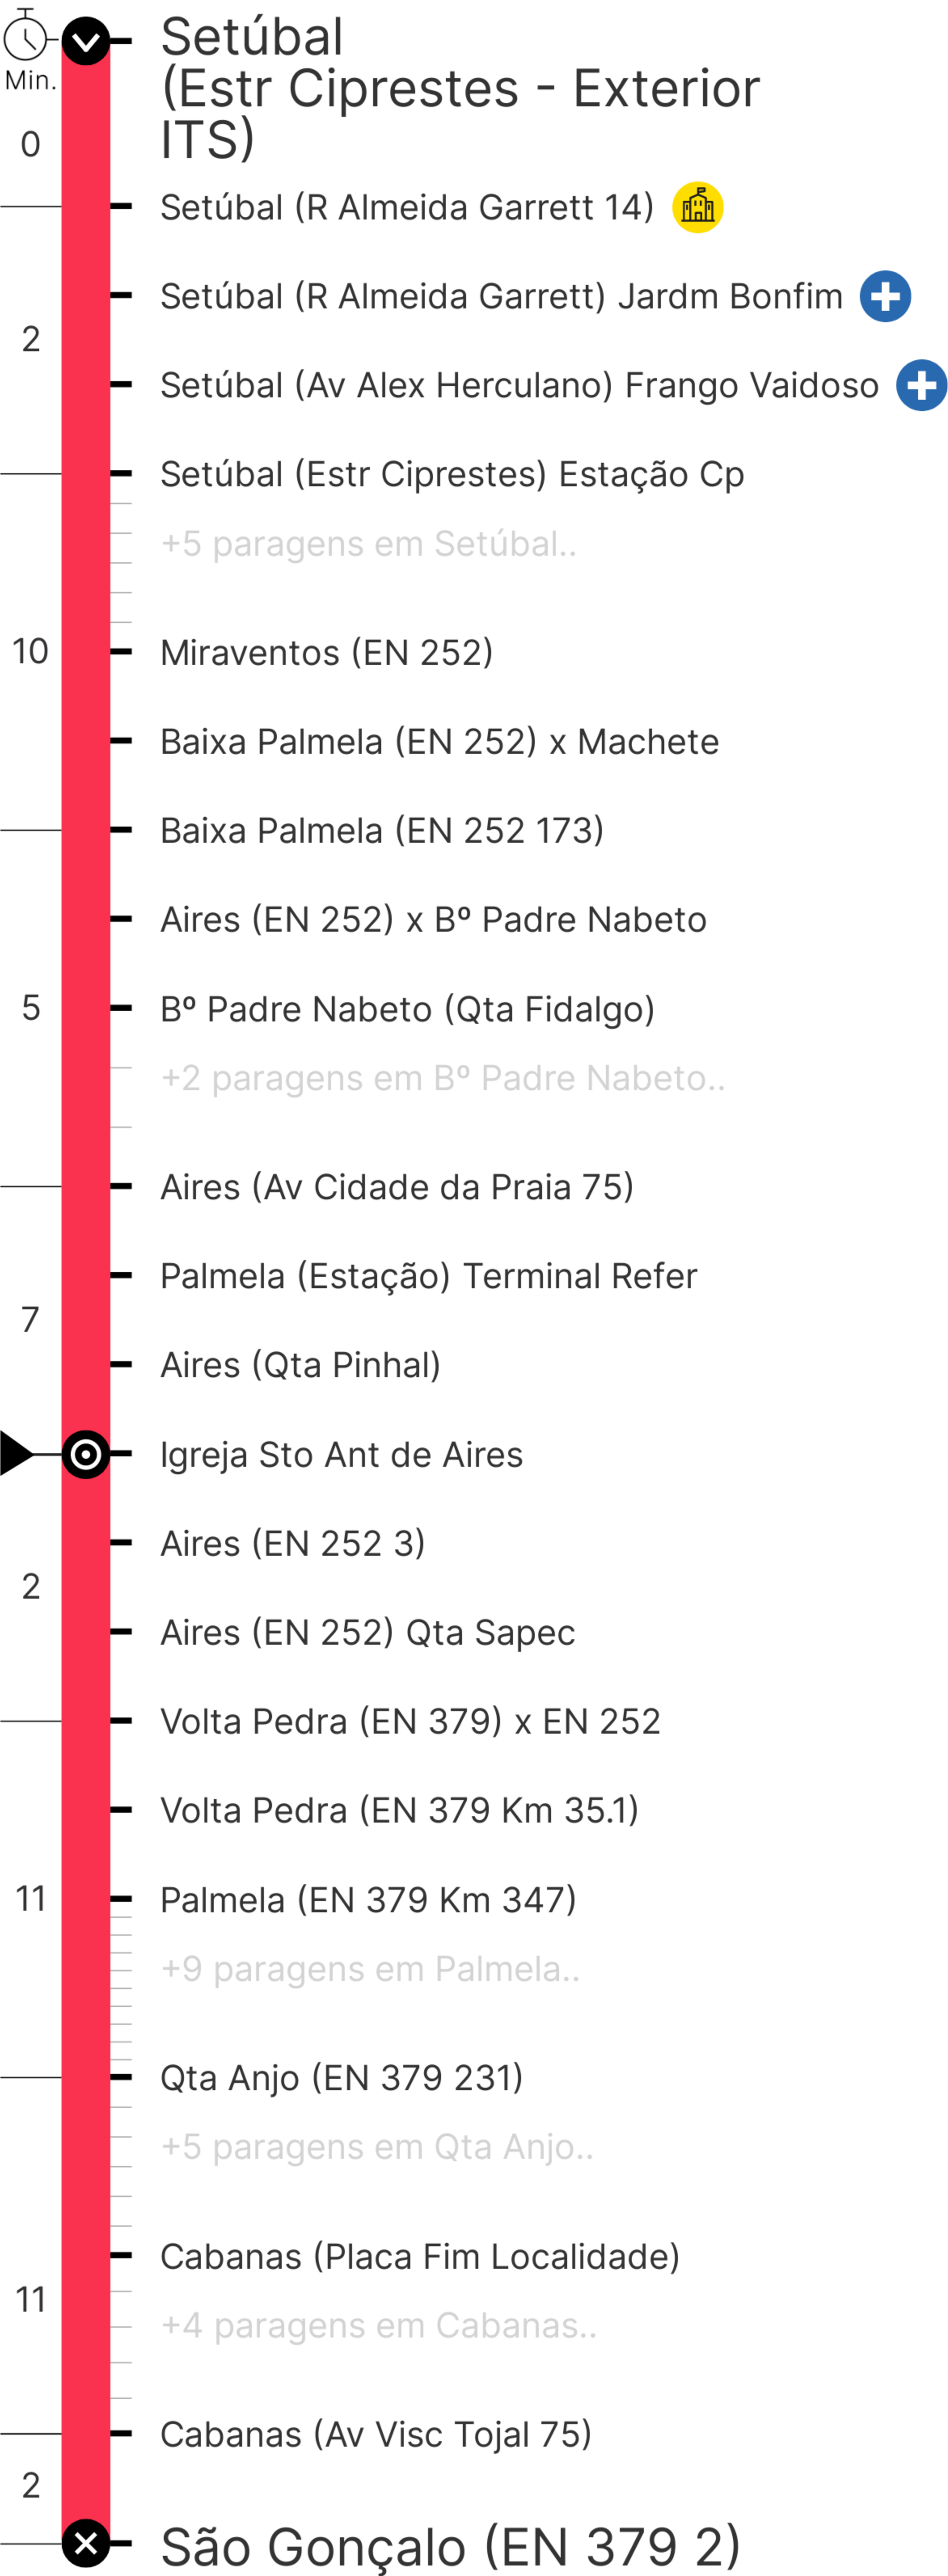 Setúbal
(Estr Ciprestes - Exterior
ITS)
Min.
0
Setúbal (R Almeida Garrett 14)
Setúbal (R Almeida Garrett) Jardm Bonfim
2
Setúbal (Av Alex Herculano) Frango Vaidoso
Setúbal (Estr Ciprestes) Estação Cp
+5 paragens em Setúbal..
10
Miraventos (EN 252)
Baixa Palmela (EN 252) x Machete
Baixa Palmela (EN 252 173)
Aires (EN 252) x Bº Padre Nabeto
5
Bº Padre Nabeto (Qta Fidalgo)
+2 paragens em Bº Padre Nabeto..
Aires (Av Cidade da Praia 75)
Palmela (Estação) Terminal Refer
7
Aires (Qta Pinhal)
Igreja Sto Ant de Aires
Aires (EN 252 3)
2
Aires (EN 252) Qta Sapec
Volta Pedra (EN 379) x EN 252
Volta Pedra (EN 379 Km 35.1)
11
Palmela (EN 379 Km 347)
+9 paragens em Palmela..
Qta Anjo (EN 379 231)
+5 paragens em Qta Anjo..
Cabanas (Placa Fim Localidade)
11
+4 paragens em Cabanas..
Cabanas (Av Visc Tojal 75)
2
São Gonçalo (EN 379 2)